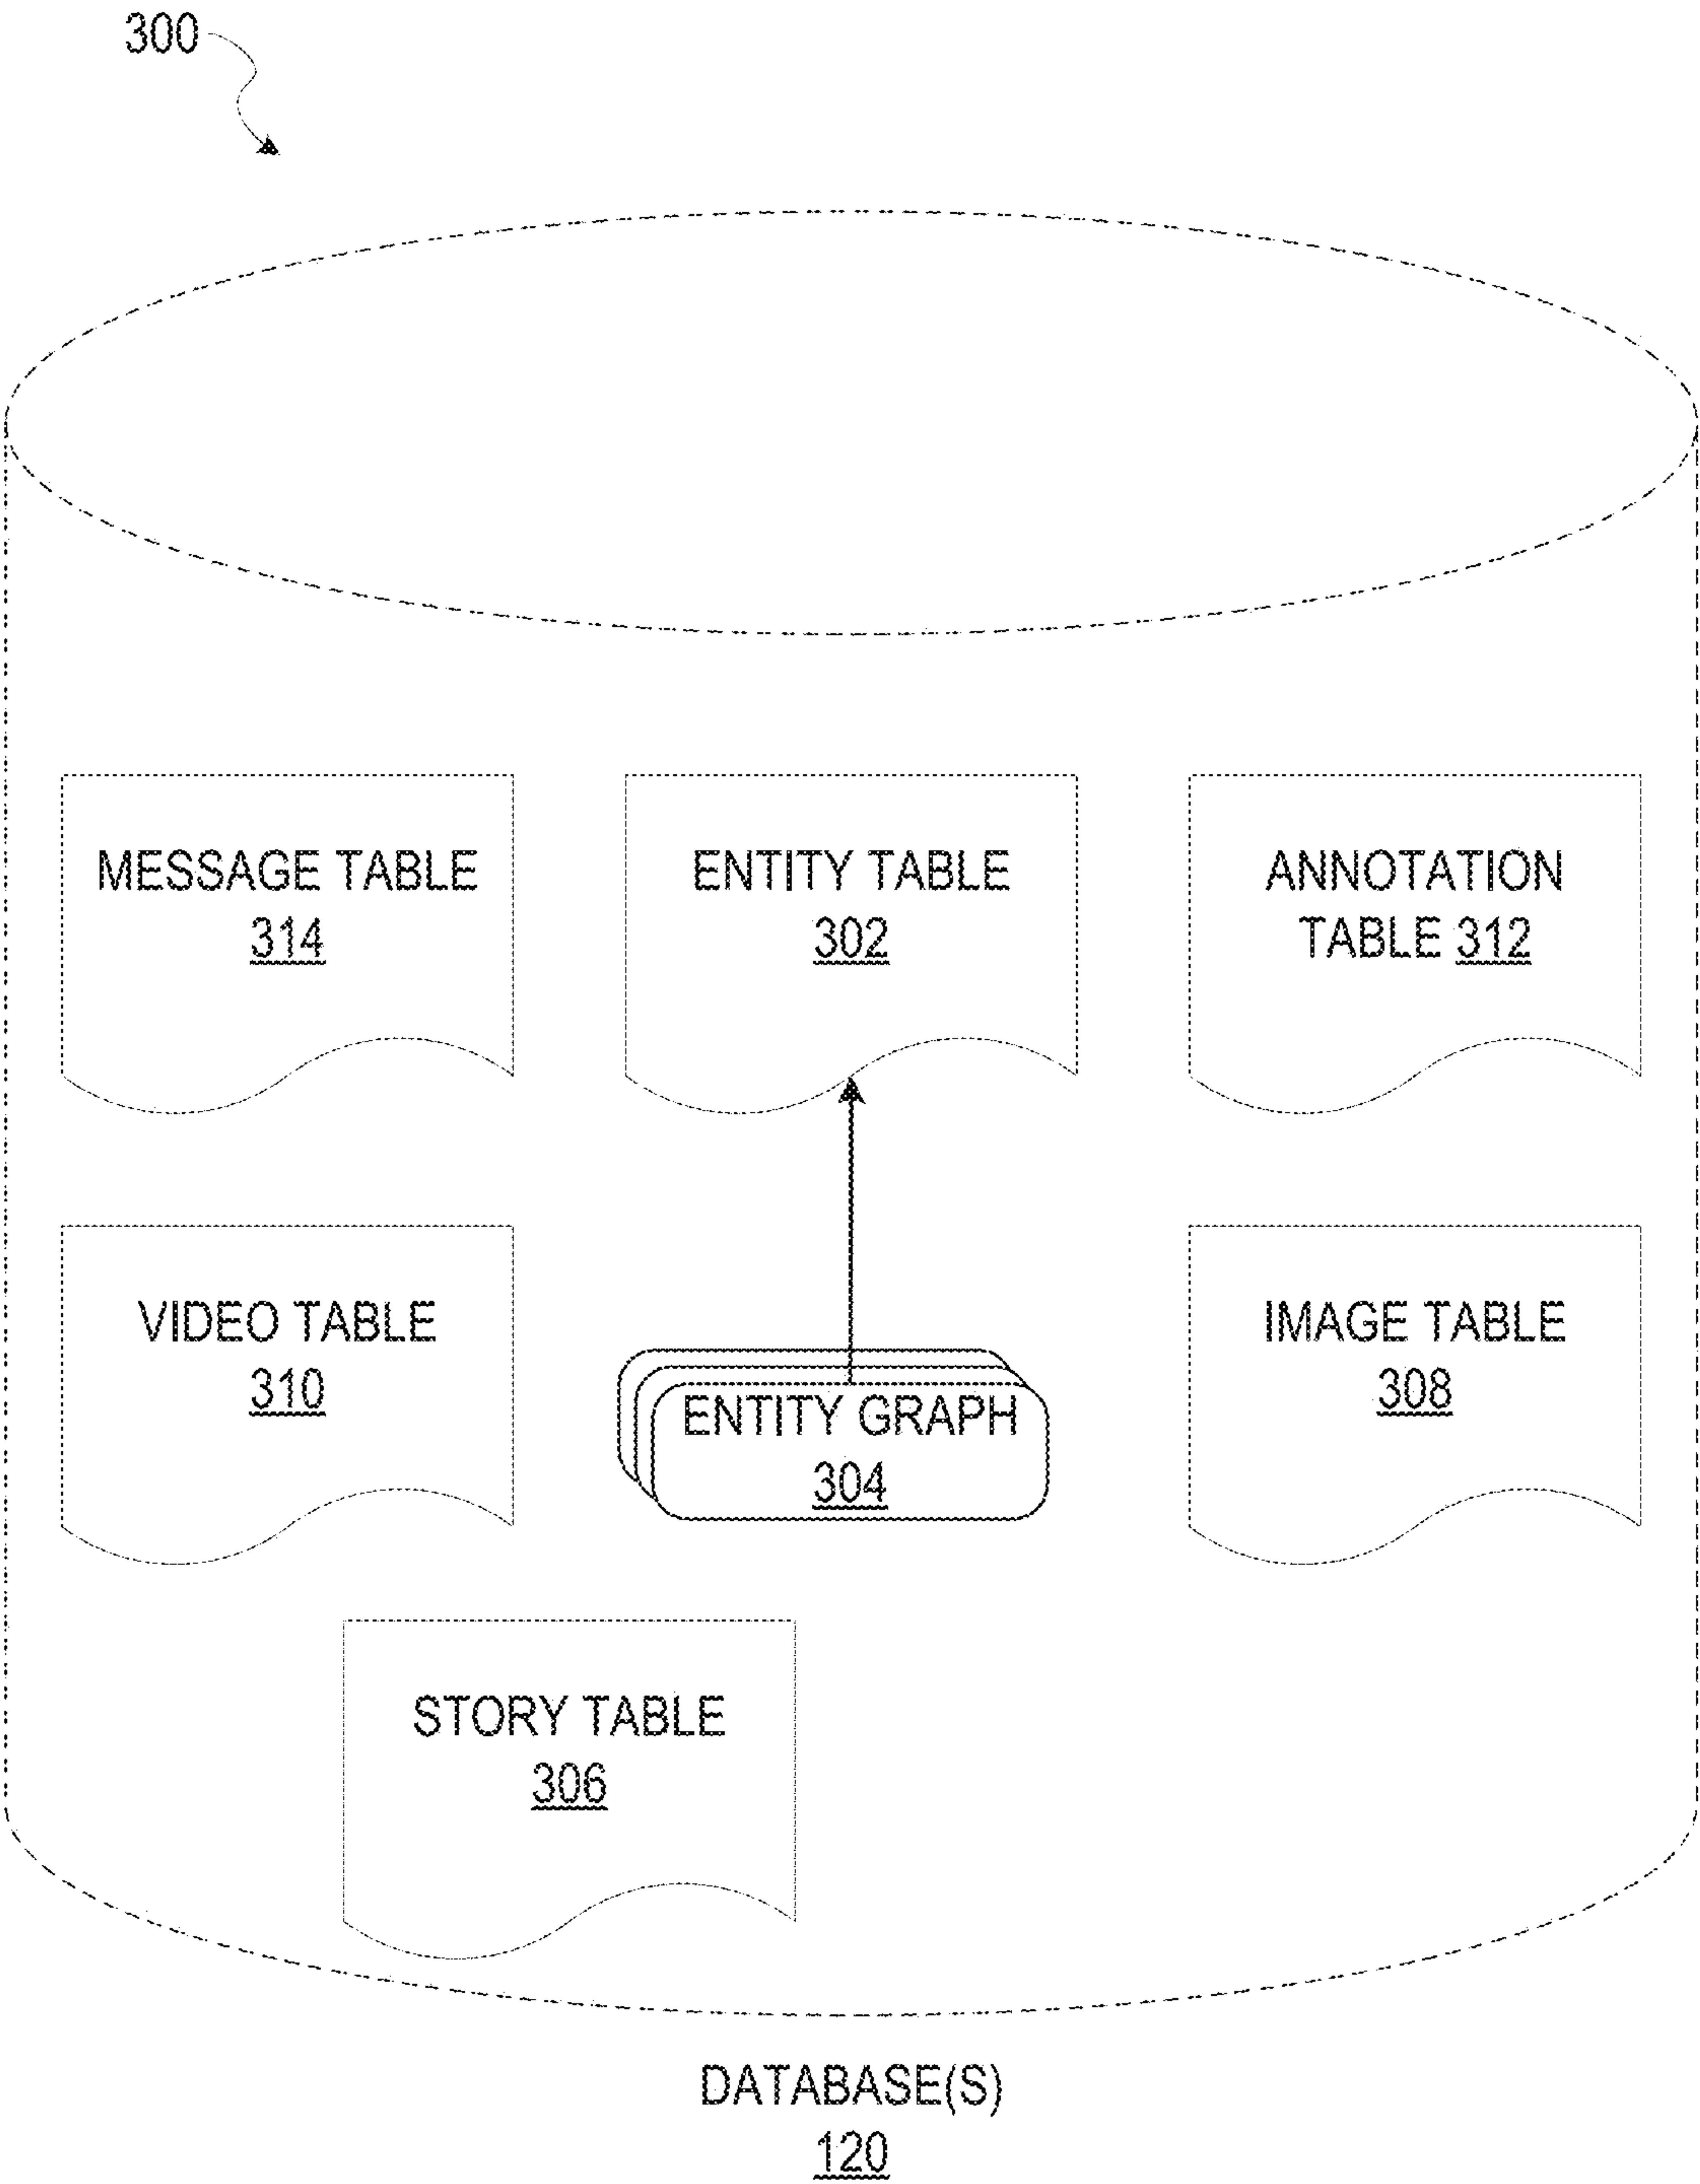 300
MESSAGE TABLE
314
ENTITY TABLE
302
ANNOTATION
TABLE 312
VIDEO TABLE
310
ENTITY GRAPH
304
IMAGE TABLE
308
STORY TABLE
306
DATABASE(S)
120